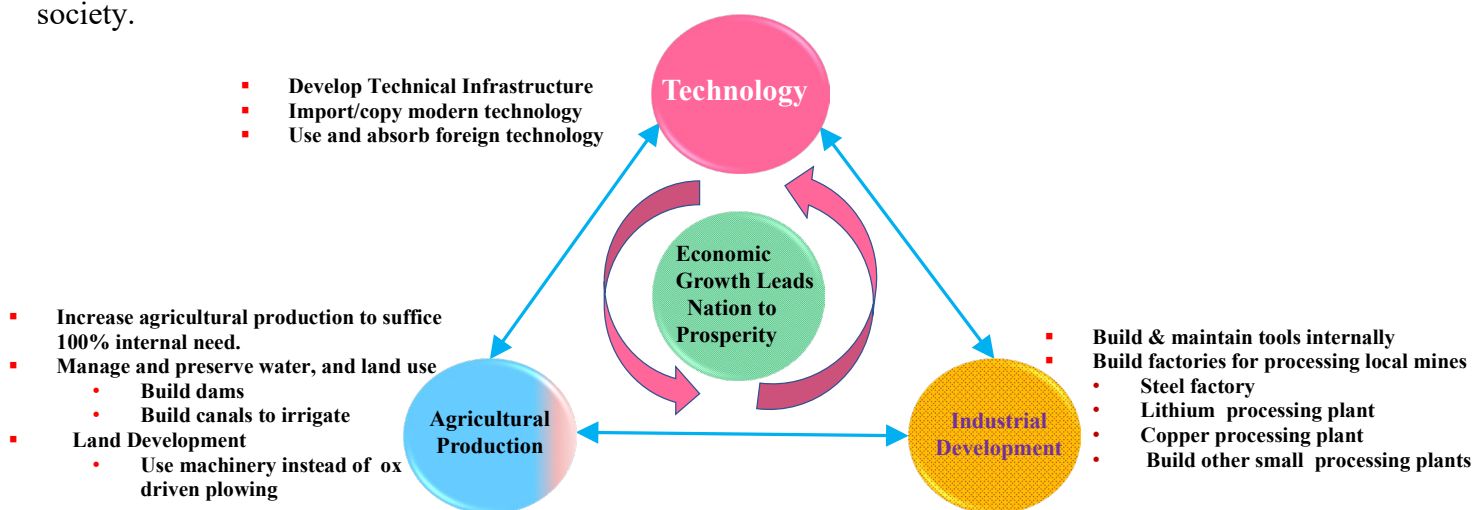 society.
Develop Technical Infrastructure
Import/copy modern technology
Use and absorb foreign technology
Technology
Economic
Growth Leads
Nation to
Prosperity
Increase agricultural production to suffice
100% internal need.
Manage and preserve water, and land use
Build dams
Build canals to irrigate
Land Development
Use machinery instead of ox
driven plowing
Agricultural
Production
Industrial
Development
Build & maintain tools internally
Build factories for processing local mines
Steel factory
Lithium processing plant
Copper processing plant
Build other small processing plants